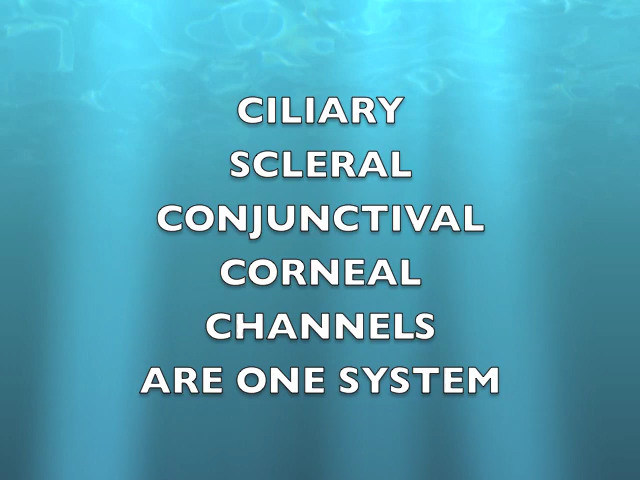 CILIARY
SCLERAL
CONJUNCTIVAL
CORNEAL
CHANNELS
ARE ONE SYSTEM